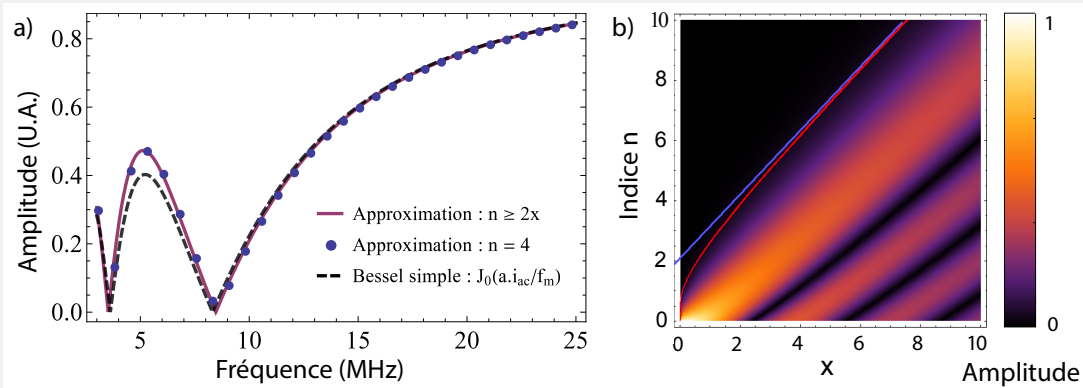 a)
Amplitude (U.A.)
0.8
0.6
0.4
0.2
0.0
Approximation : n ≥ 2x
Approximation : n = 4
Bessel simple : J₀(a.i_ac/f_m)
5 10 15 20 25
Fréquence (MHz)
b)
Indice n
10
8
6
4
2
0
0 2 4 6 8 10
x
1
0
Amplitude